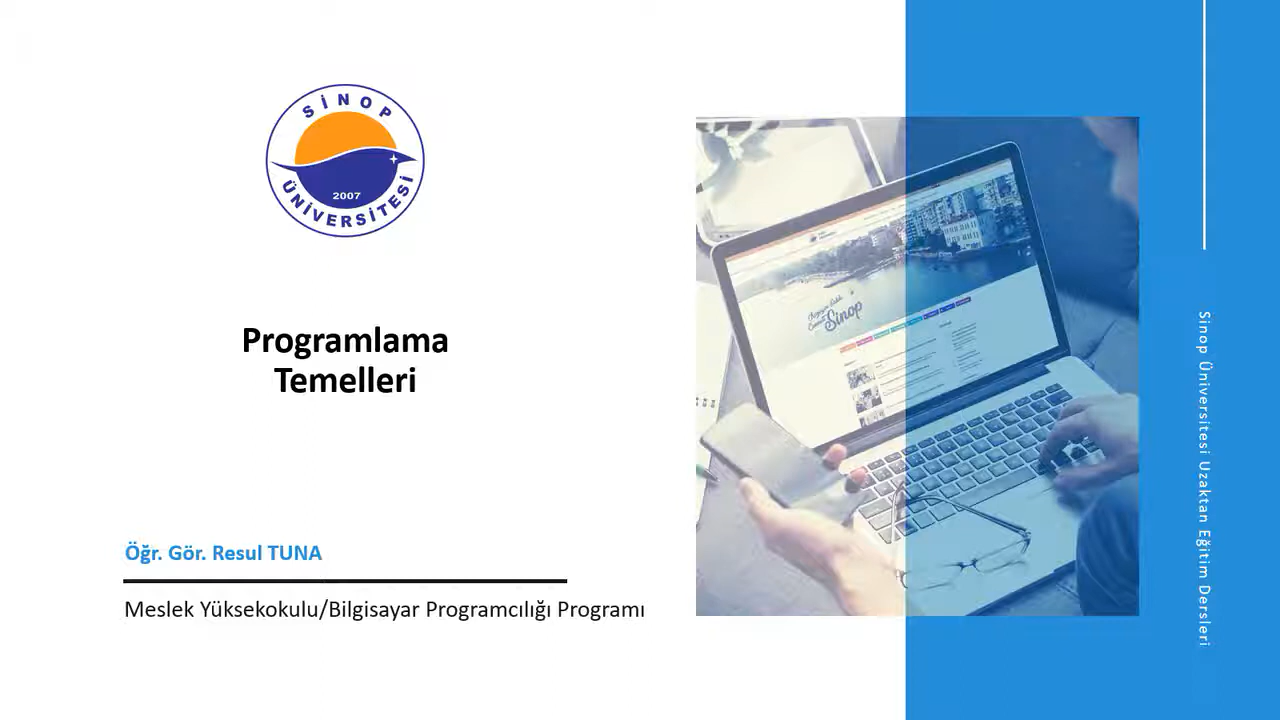 SİNOP
ÜNİVERSİTESİ
2007
Programlama
Temelleri
Öğr. Gör. Resul TUNA
Meslek Yüksekokulu/Bilgisayar Programcılığı Programı
Sinop
Sinop Üniversitesi Uzaktan Eğitim Dersleri